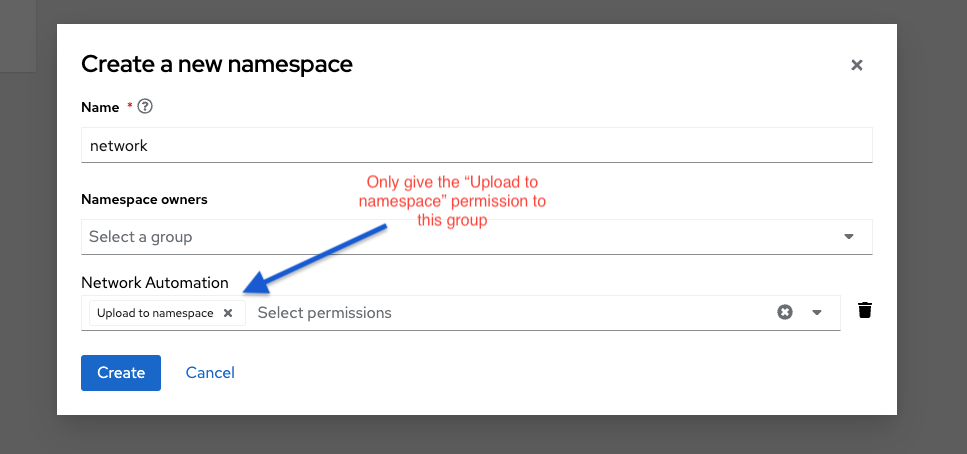 Create a new namespace
Name *
network
Only give the “Upload to
namespace” permission to
this group
Namespace owners
Select a group
Network Automation
Upload to namespace
Select permissions
Create
Cancel